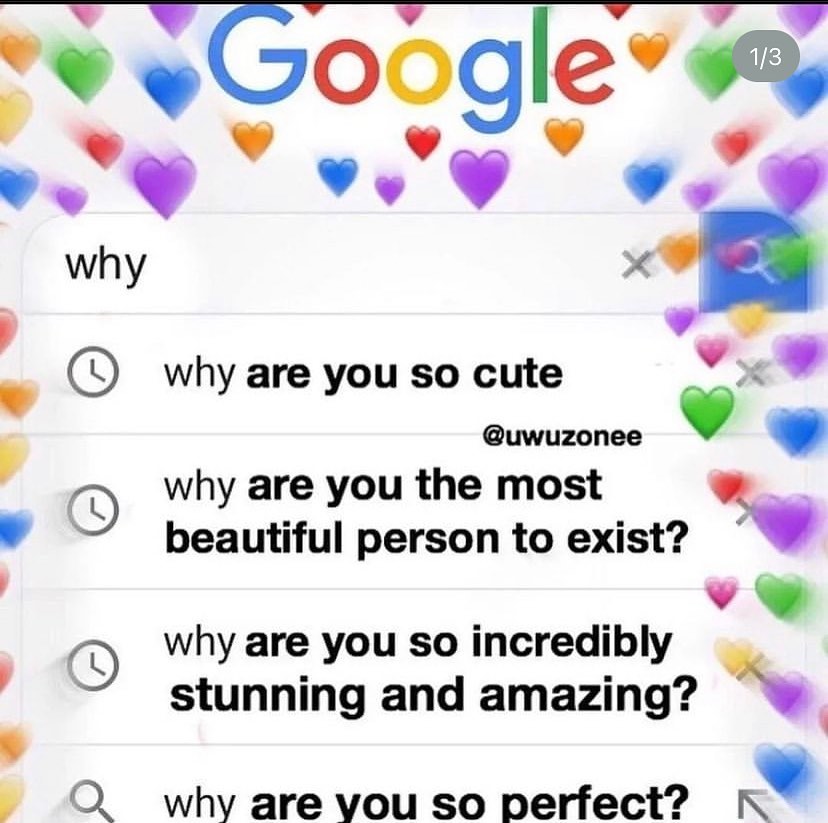 Google
1/3
why
why are you so cute
@uwuzonee
why are you the most
beautiful person to exist?
why are you so incredibly
stunning and amazing?
why are you so perfect?